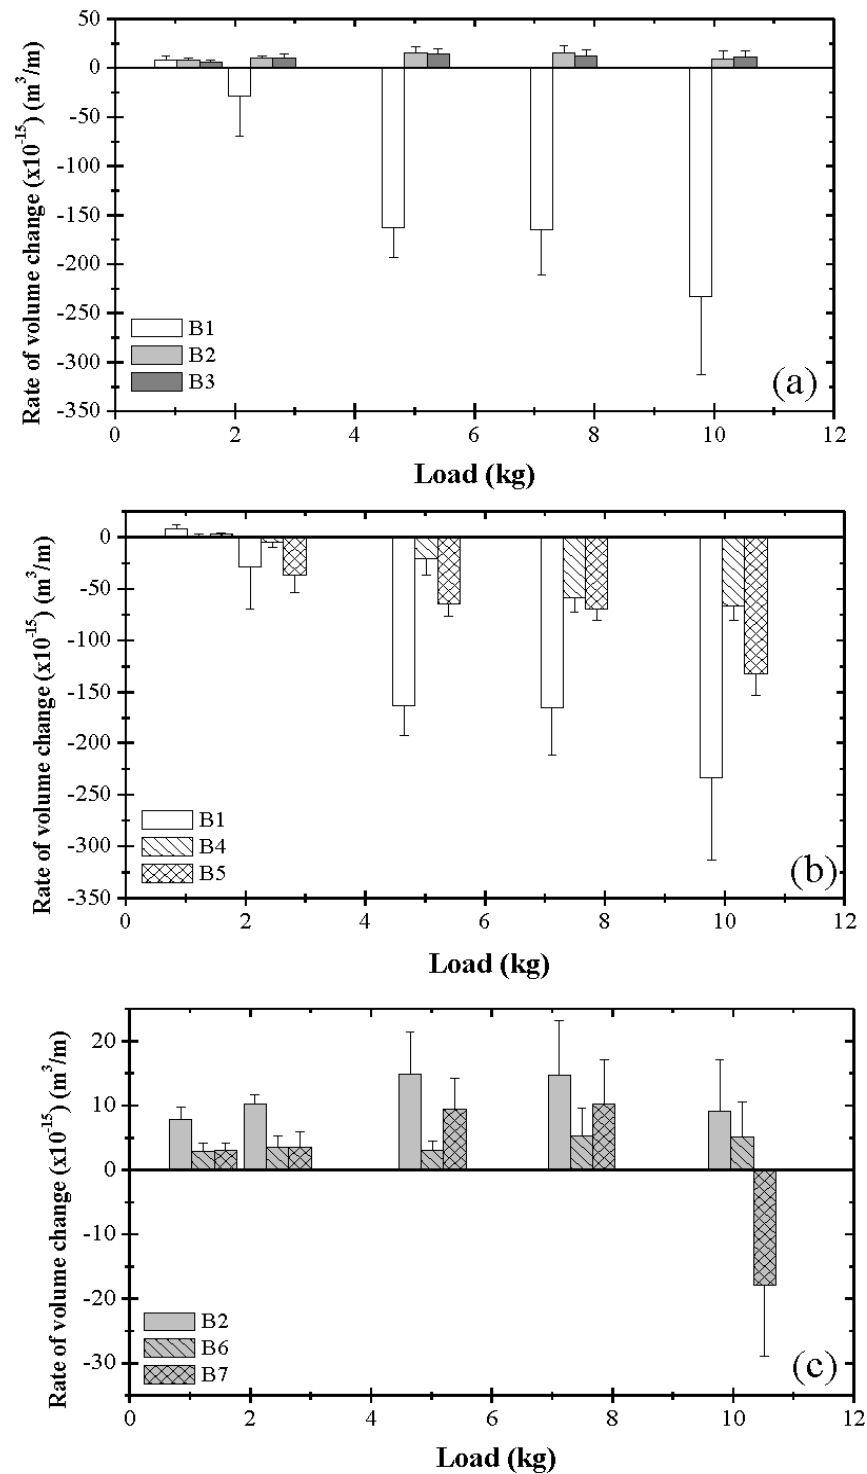 50
0
-50
-100
-150
-200
-250
-300
-350
Rate of volume change (x10⁻¹⁵) (m³/m)
B1
B2
B3
(a)
0 2 4 6 8 10 12
Load (kg)
0
-50
-100
-150
-200
-250
-300
-350
Rate of volume change (x10⁻¹⁵) (m³/m)
B1
B4
B5
(b)
0 2 4 6 8 10 12
Load (kg)
20
10
0
-10
-20
-30
Rate of volume change (x10⁻¹⁵) (m³/m)
B2
B6
B7
(c)
0 2 4 6 8 10 12
Load (kg)